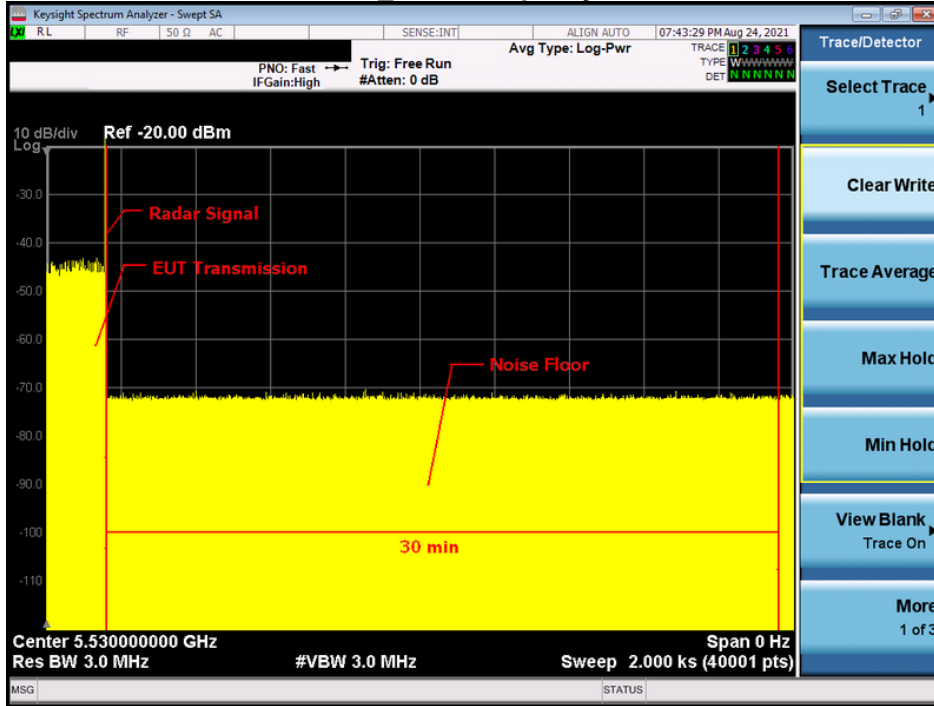 Keysight Spectrum Analyzer - Swept SA
LXI RL RF 50 Ω AC SENSE:INT ALIGN AUTO 07:43:29 PM Aug 24, 2021
Avg Type: Log-Pwr TRACE 1 2 3 4 5 6
PNO: Fast Trig: Free Run TYPE WWWWWW
IFGain:High #Atten: 0 dB DET N N N N N N
10 dB/div Ref -20.00 dBm
Log
-30.0
-40.0
-50.0
-60.0
-70.0
-80.0
-90.0
-100
-110
Radar Signal
EUT Transmission
Noise Floor
30 min
Center 5.530000000 GHz Span 0 Hz
Res BW 3.0 MHz #VBW 3.0 MHz Sweep 2.000 ks (40001 pts)
MSG STATUS
Trace/Detector
Select Trace
1
Clear Write
Trace Average
Max Hold
Min Hold
View Blank
Trace On
More
1 of 3